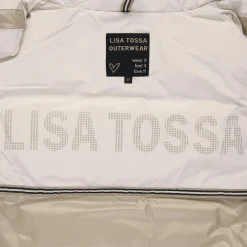 LISA TOSSA
OUTERWEAR
wear it
feel it
love it
LISA TOSSA